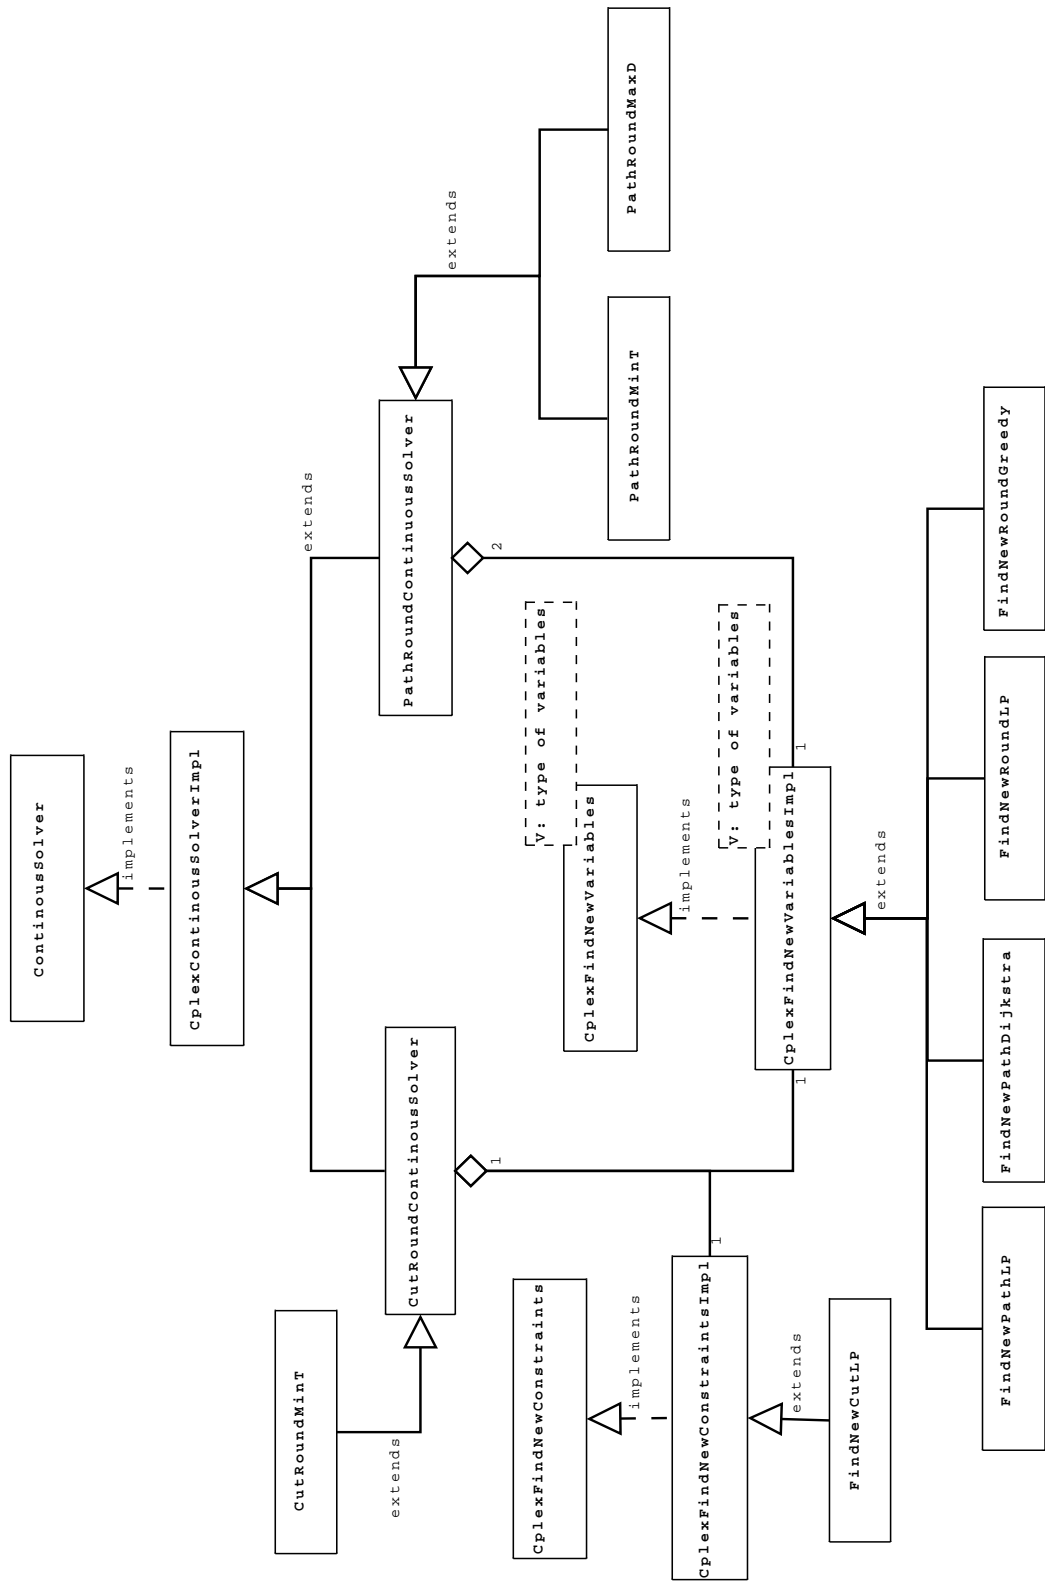 ContinousSolver
implements
CplexContinousSolverImpl
extends
CutRoundMinT
extends
CutRoundContinousSolver
1
PathRoundContinuousSolver
2
extends
PathRoundMinT
PathRoundMaxD
CplexFindNewConstraints
implements
CplexFindNewConstraintsImpl
1
extends
FindNewCutLP
V: type of variables
CplexFindNewVariables
implements
V: type of variables
CplexFindNewVariablesImpl
1
1
extends
FindNewPathLP
FindNewPathDijkstra
FindNewRoundLP
FindNewRoundGreedy